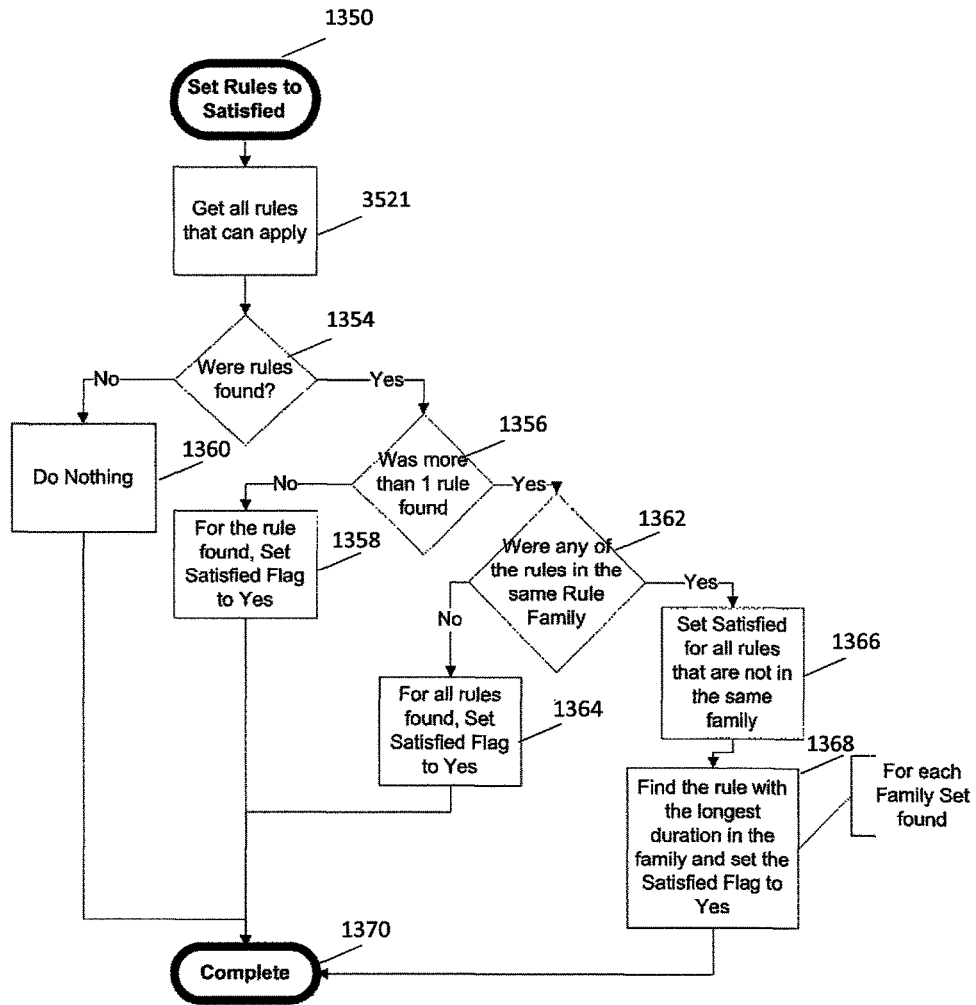 1350
Set Rules to
Satisfied
3521
Get all rules
that can apply
1354
Were rules
found?
No
Yes
1360
Do Nothing
1356
Was more
than 1 rule
found
No
Yes
1358
For the rule
found, Set
Satisfied Flag
to Yes
1362
Were any of
the rules in the
same Rule
Family
No
Yes
1366
Set Satisfied
for all rules
that are not in
the same
family
1364
For all rules
found, Set
Satisfied Flag
to Yes
1368
Find the rule with
the longest
duration in the
family and set the
Satisfied Flag to
Yes
For each
Family Set
found
1370
Complete